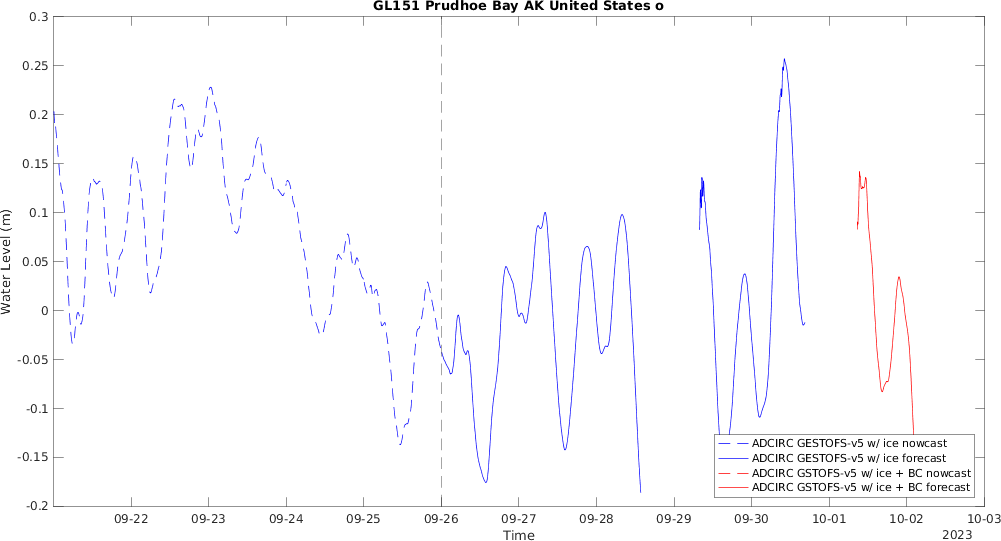 GL151 Prudhoe Bay AK United States o
0.3
0.25
0.2
0.15
0.1
0.05
0
-0.05
-0.1
-0.15
-0.2
Water Level (m)
ADCIRC GESTOFS-v5 w/ ice nowcast
ADCIRC GESTOFS-v5 w/ ice forecast
ADCIRC GSTOFS-v5 w/ ice + BC nowcast
ADCIRC GSTOFS-v5 w/ ice + BC forecast
09-22 09-23 09-24 09-25 09-26 09-27 09-28 09-29 09-30 10-01 10-02 10-03
Time
2023